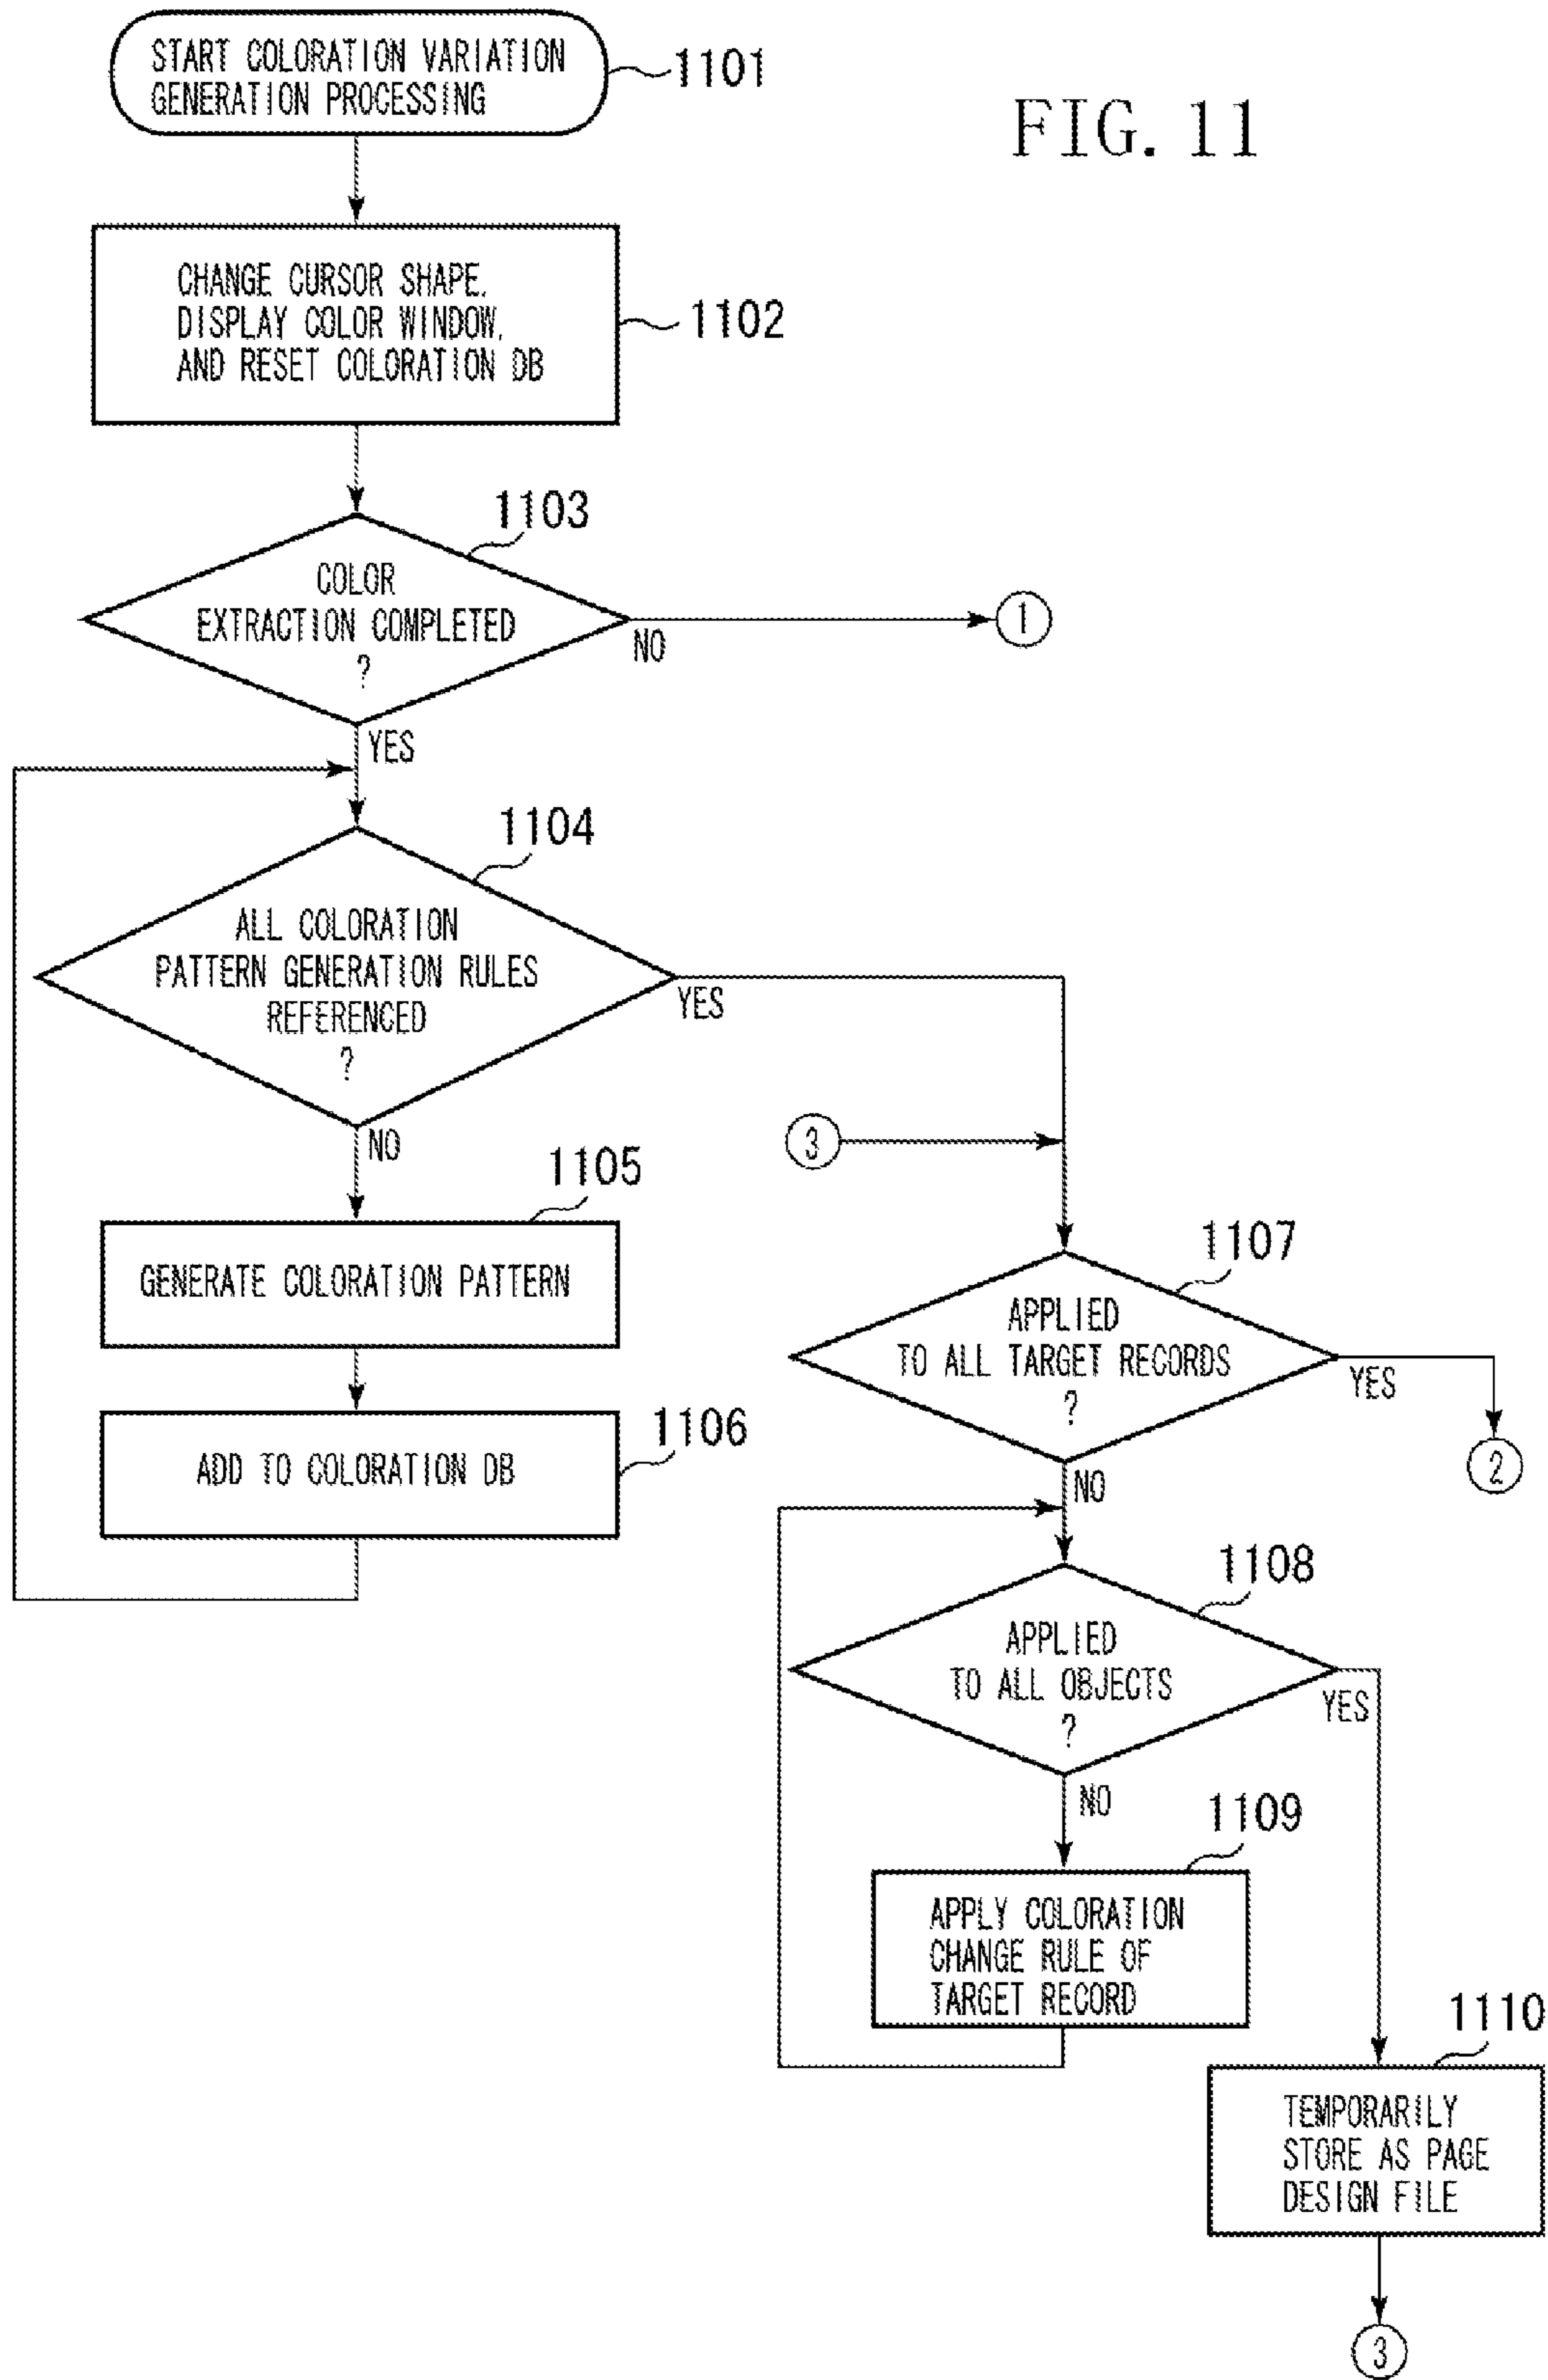 START COLORATION VARIATION
GENERATION PROCESSING
1101
FIG. 11
CHANGE CURSOR SHAPE,
DISPLAY COLOR WINDOW,
AND RESET COLORATION DB
1102
1103
COLOR
EXTRACTION COMPLETED
?
NO
1
YES
1104
ALL COLORATION
PATTERN GENERATION RULES
REFERENCED
?
YES
NO
3
1105
GENERATE COLORATION PATTERN
1107
APPLIED
TO ALL TARGET RECORDS
?
YES
2
NO
1106
ADD TO COLORATION DB
1108
APPLIED
TO ALL OBJECTS
?
YES
NO
1109
APPLY COLORATION
CHANGE RULE OF
TARGET RECORD
1110
TEMPORARILY
STORE AS PAGE
DESIGN FILE
3